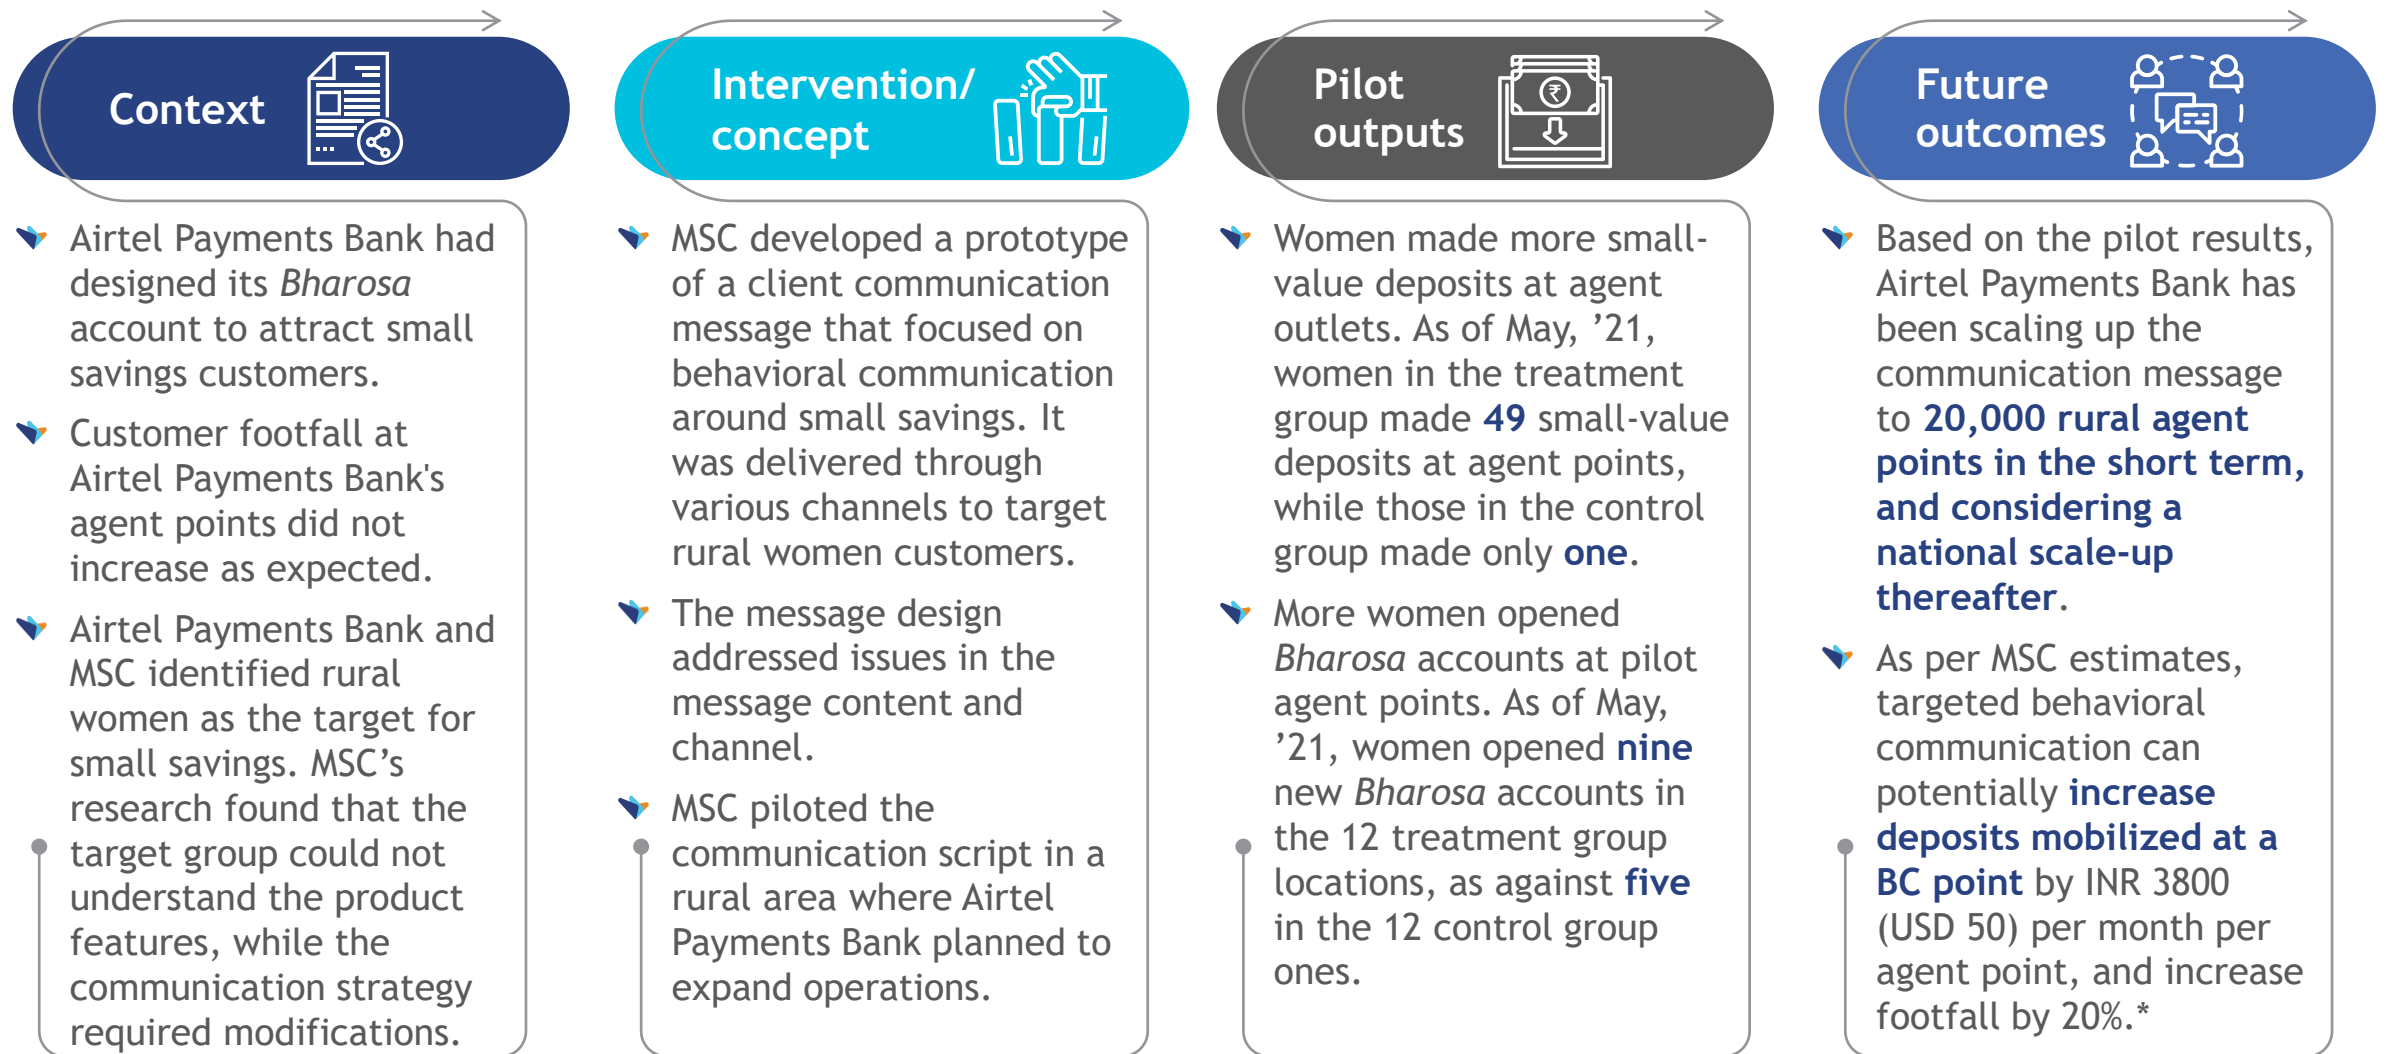 Context
Airtel Payments Bank had
designed its Bharosa
account to attract small
savings customers.
Customer footfall at
Airtel Payments Bank's
agent points did not
increase as expected.
Airtel Payments Bank and
MSC identified rural
women as the target for
small savings. MSC’s
research found that the
target group could not
understand the product
features, while the
communication strategy
required modifications.
Intervention/
concept
MSC developed a prototype
of a client communication
message that focused on
behavioral communication
around small savings. It
was delivered through
various channels to target
rural women customers.
The message design
addressed issues in the
message content and
channel.
MSC piloted the
communication script in a
rural area where Airtel
Payments Bank planned to
expand operations.
Pilot
outputs
₹
Women made more small-
value deposits at agent
outlets. As of May, ’21,
women in the treatment
group made 49 small-value
deposits at agent points,
while those in the control
group made only one.
More women opened
Bharosa accounts at pilot
agent points. As of May,
’21, women opened nine
new Bharosa accounts in
the 12 treatment group
locations, as against five
in the 12 control group
ones.
Future
outcomes
Based on the pilot results,
Airtel Payments Bank has
been scaling up the
communication message
to 20,000 rural agent
points in the short term,
and considering a
national scale-up
thereafter.
As per MSC estimates,
targeted behavioral
communication can
potentially increase
deposits mobilized at a
BC point by INR 3800
(USD 50) per month per
agent point, and increase
footfall by 20%.*